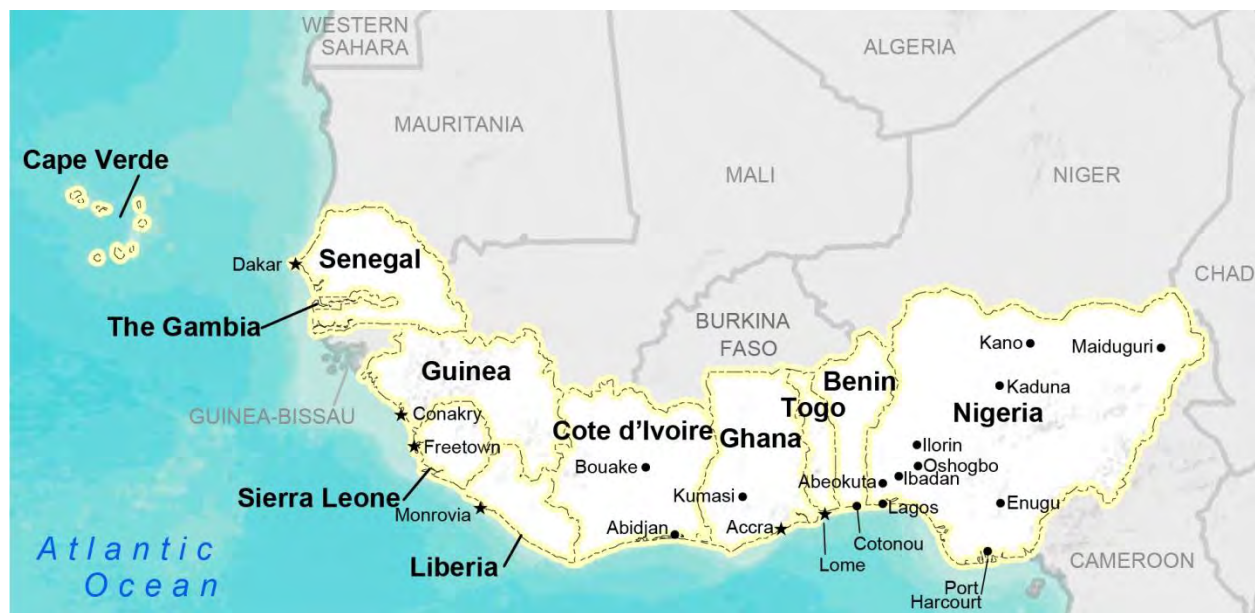 WESTERN
SAHARA
ALGERIA
MAURITANIA
Cape Verde
MALI
NIGER
Dakar
Senegal
CHAD
The Gambia
BURKINA
FASO
Kano
Maiduguri
Guinea
Benin
Kaduna
Togo
Nigeria
GUINEA-BISSAU
Conakry
Cote d'Ivoire
Ghana
Freetown
Ilorin
Bouake
Oshogbo
Ibadan
Abeokuta
Sierra Leone
Kumasi
Lagos
Enugu
Monrovia
Abidjan
Accra
Cotonou
Atlantic
Ocean
Liberia
Lome
CAMEROON
Port
Harcourt